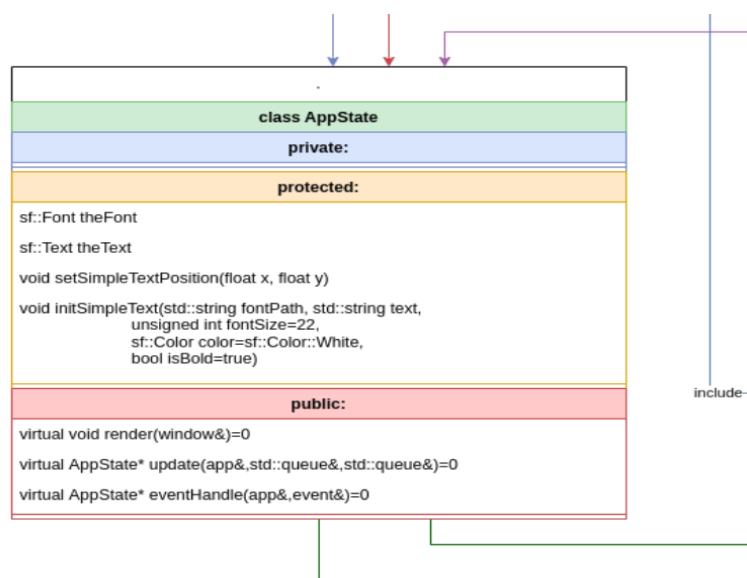 .
class AppState
private:
protected:
sf::Font theFont
sf::Text theText
void setSimpleTextPosition(float x, float y)
void initSimpleText(std::string fontPath, std::string text,
unsigned int fontSize=22,
sf::Color color=sf::Color::White,
bool isBold=true)
include
public:
virtual void render(window&)=0
virtual AppState* update(app&,std::queue&,std::queue&)=0
virtual AppState* eventHandle(app&,event&)=0